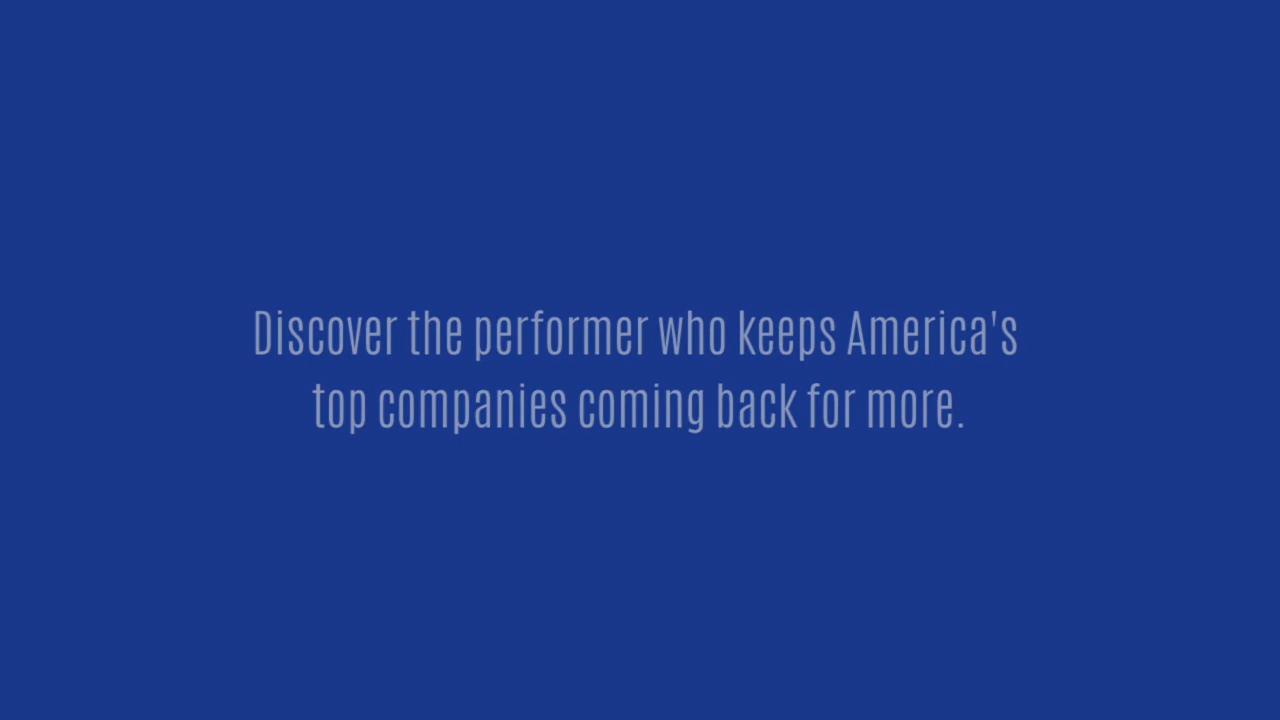 Discover the performer who keeps America's
top companies coming back for more.